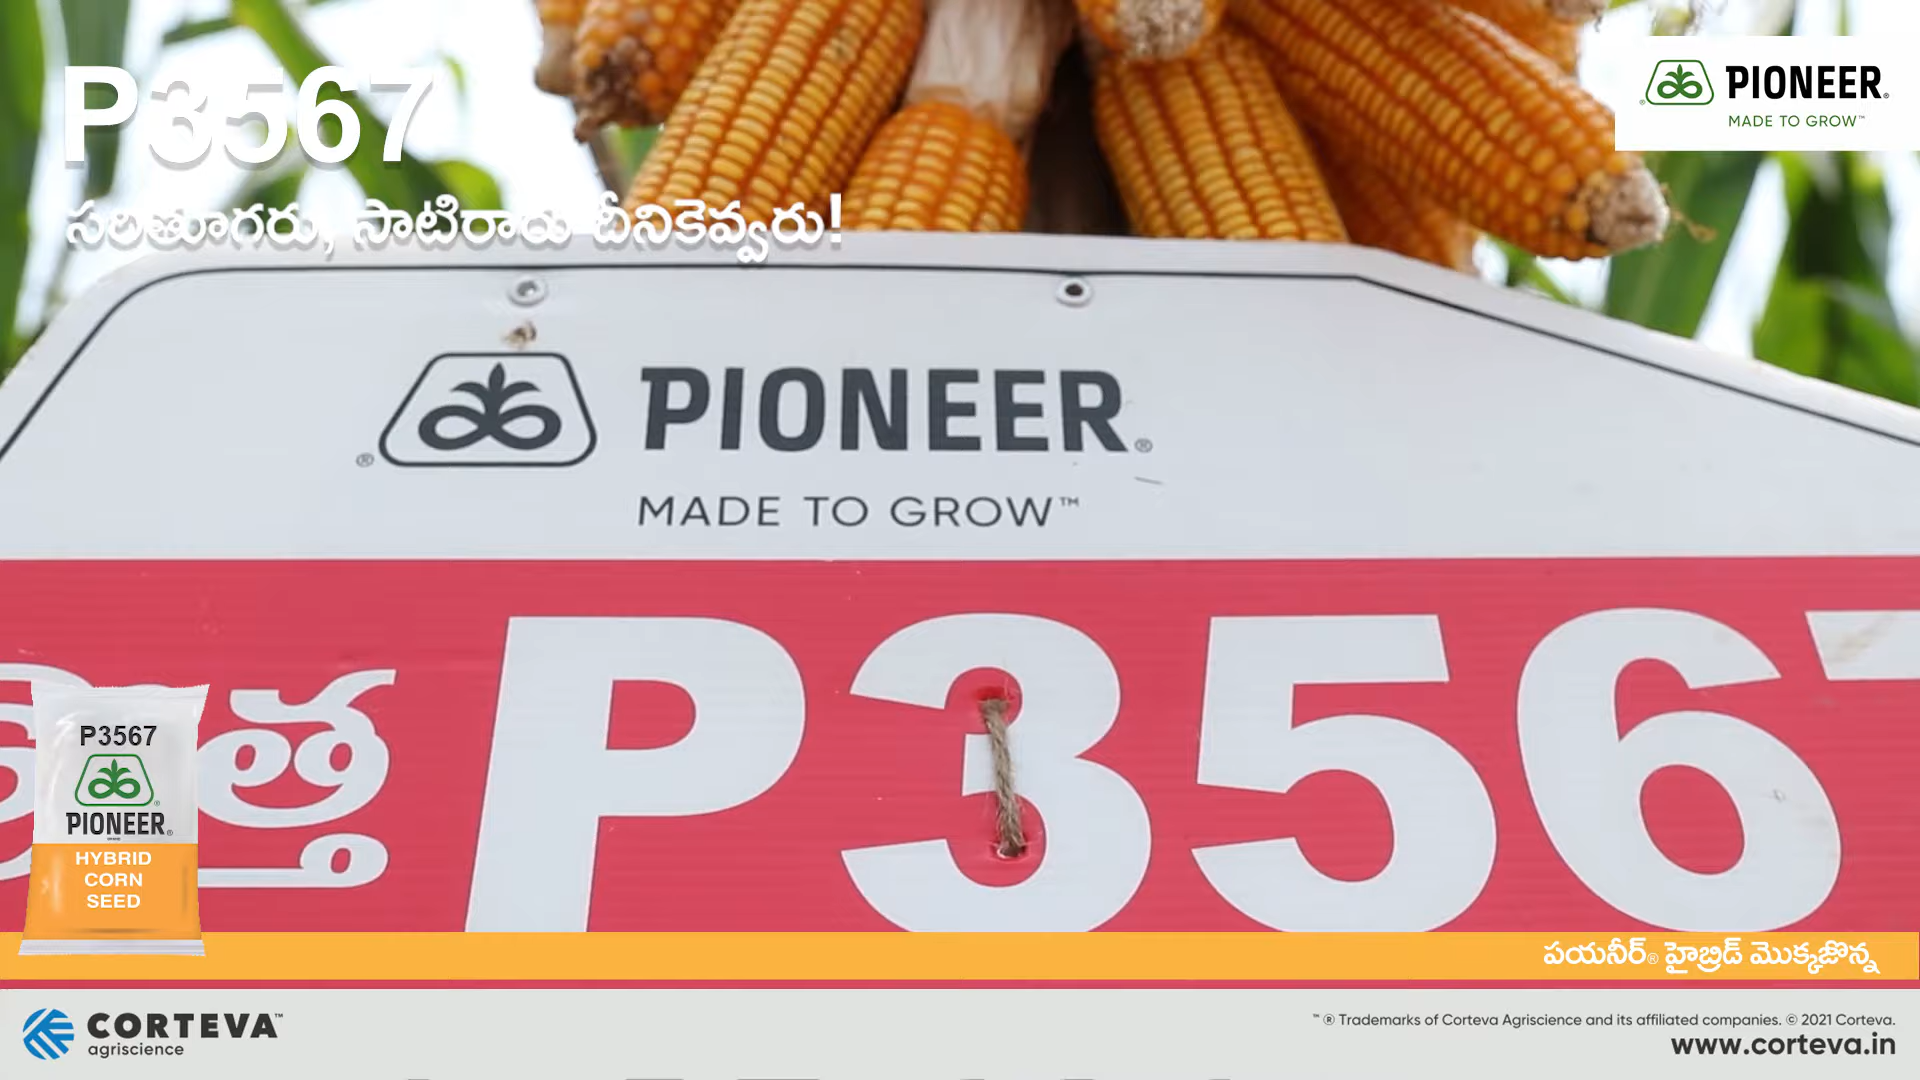 P3567
సరితూగరు, సాటిరారు దీనికెవ్వరు!
PIONEER®
MADE TO GROW™
PIONEER®
MADE TO GROW™
P3567
P3567
PIONEER®
HYBRID
CORN
SEED
పయనీర్® హైబ్రిడ్ మొక్కజొన్న
CORTEVA™
agriscience
™ ® Trademarks of Corteva Agriscience and its affiliated companies. © 2021 Corteva.
www.corteva.in